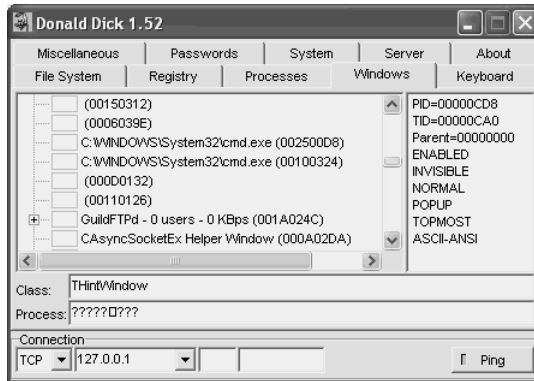 Donald Dick 1.52
Miscellaneous Passwords System Server About
File System Registry Processes Windows Keyboard
(00150312)
(0006039E)
C:\WINDOWS\System32\cmd.exe (002500D8)
C:\WINDOWS\System32\cmd.exe (00100324)
(000D0132)
(00110126)
GuildFTPd - 0 users - 0 KBps (001A024C)
CAsyncSocketEx Helper Window (000A02DA)
PID=00000CD8
TID=00000CA0
Parent=00000000
ENABLED
INVISIBLE
NORMAL
POPUP
TOPMOST
ASCII-ANSI
Class: THintWindow
Process: ?????□???
Connection
TCP 127.0.0.1 Ping